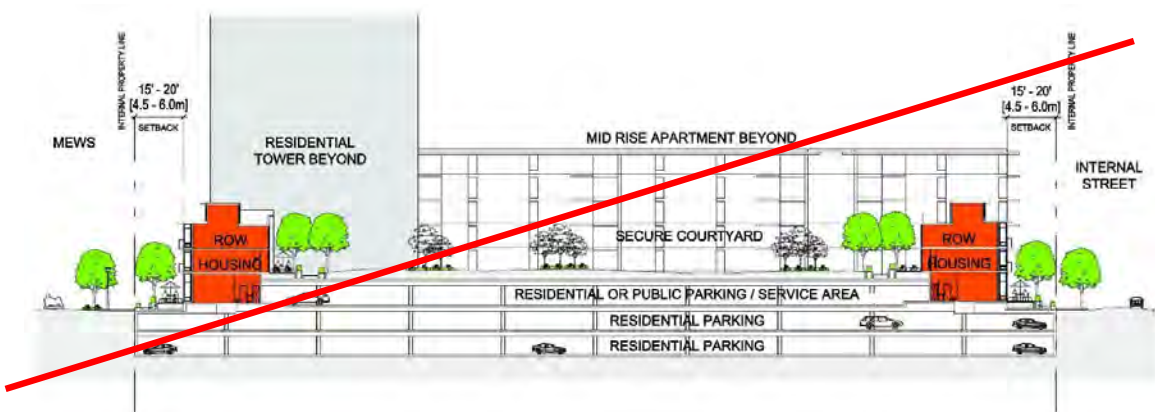 INTERNAL PROPERTY LINE
15' - 20'
[4.5 - 6.0m]
SETBACK
MEWS
RESIDENTIAL
TOWER BEYOND
MID RISE APARTMENT BEYOND
INTERNAL PROPERTY LINE
15' - 20'
[4.5 - 6.0m]
SETBACK
INTERNAL
STREET
ROW
HOUSING
SECURE COURTYARD
ROW
HOUSING
RESIDENTIAL OR PUBLIC PARKING / SERVICE AREA
RESIDENTIAL PARKING
RESIDENTIAL PARKING